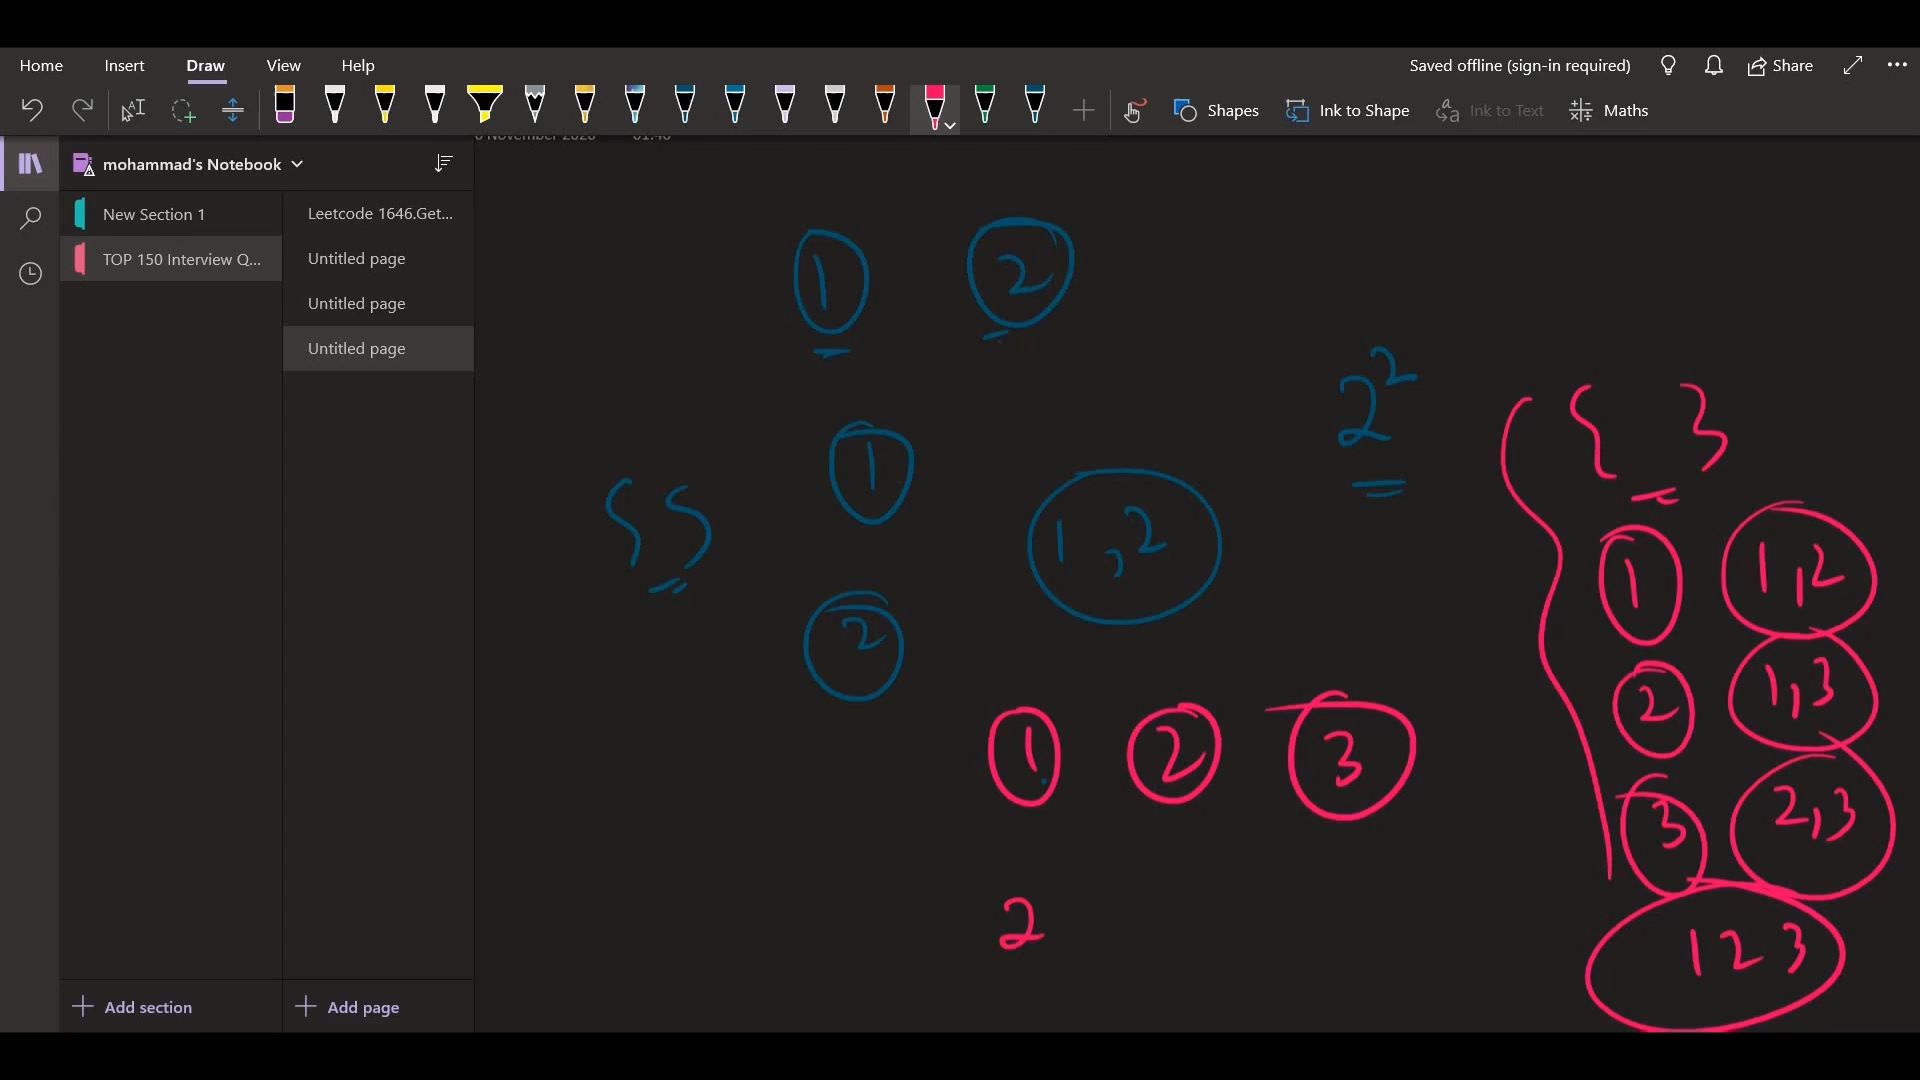 Home Insert Draw View Help Saved offline (sign-in required) Share
Shapes Ink to Shape Ink to Text Maths
mohammad's Notebook
New Section 1
TOP 150 Interview Q...
Leetcode 1646.Get...
Untitled page
Untitled page
Untitled page
Add section
Add page
1 2
2²
{ }
1
1,2
2
1 2 3
2
{ }
1 1,2
2 1,3
3 2,3
1 2 3